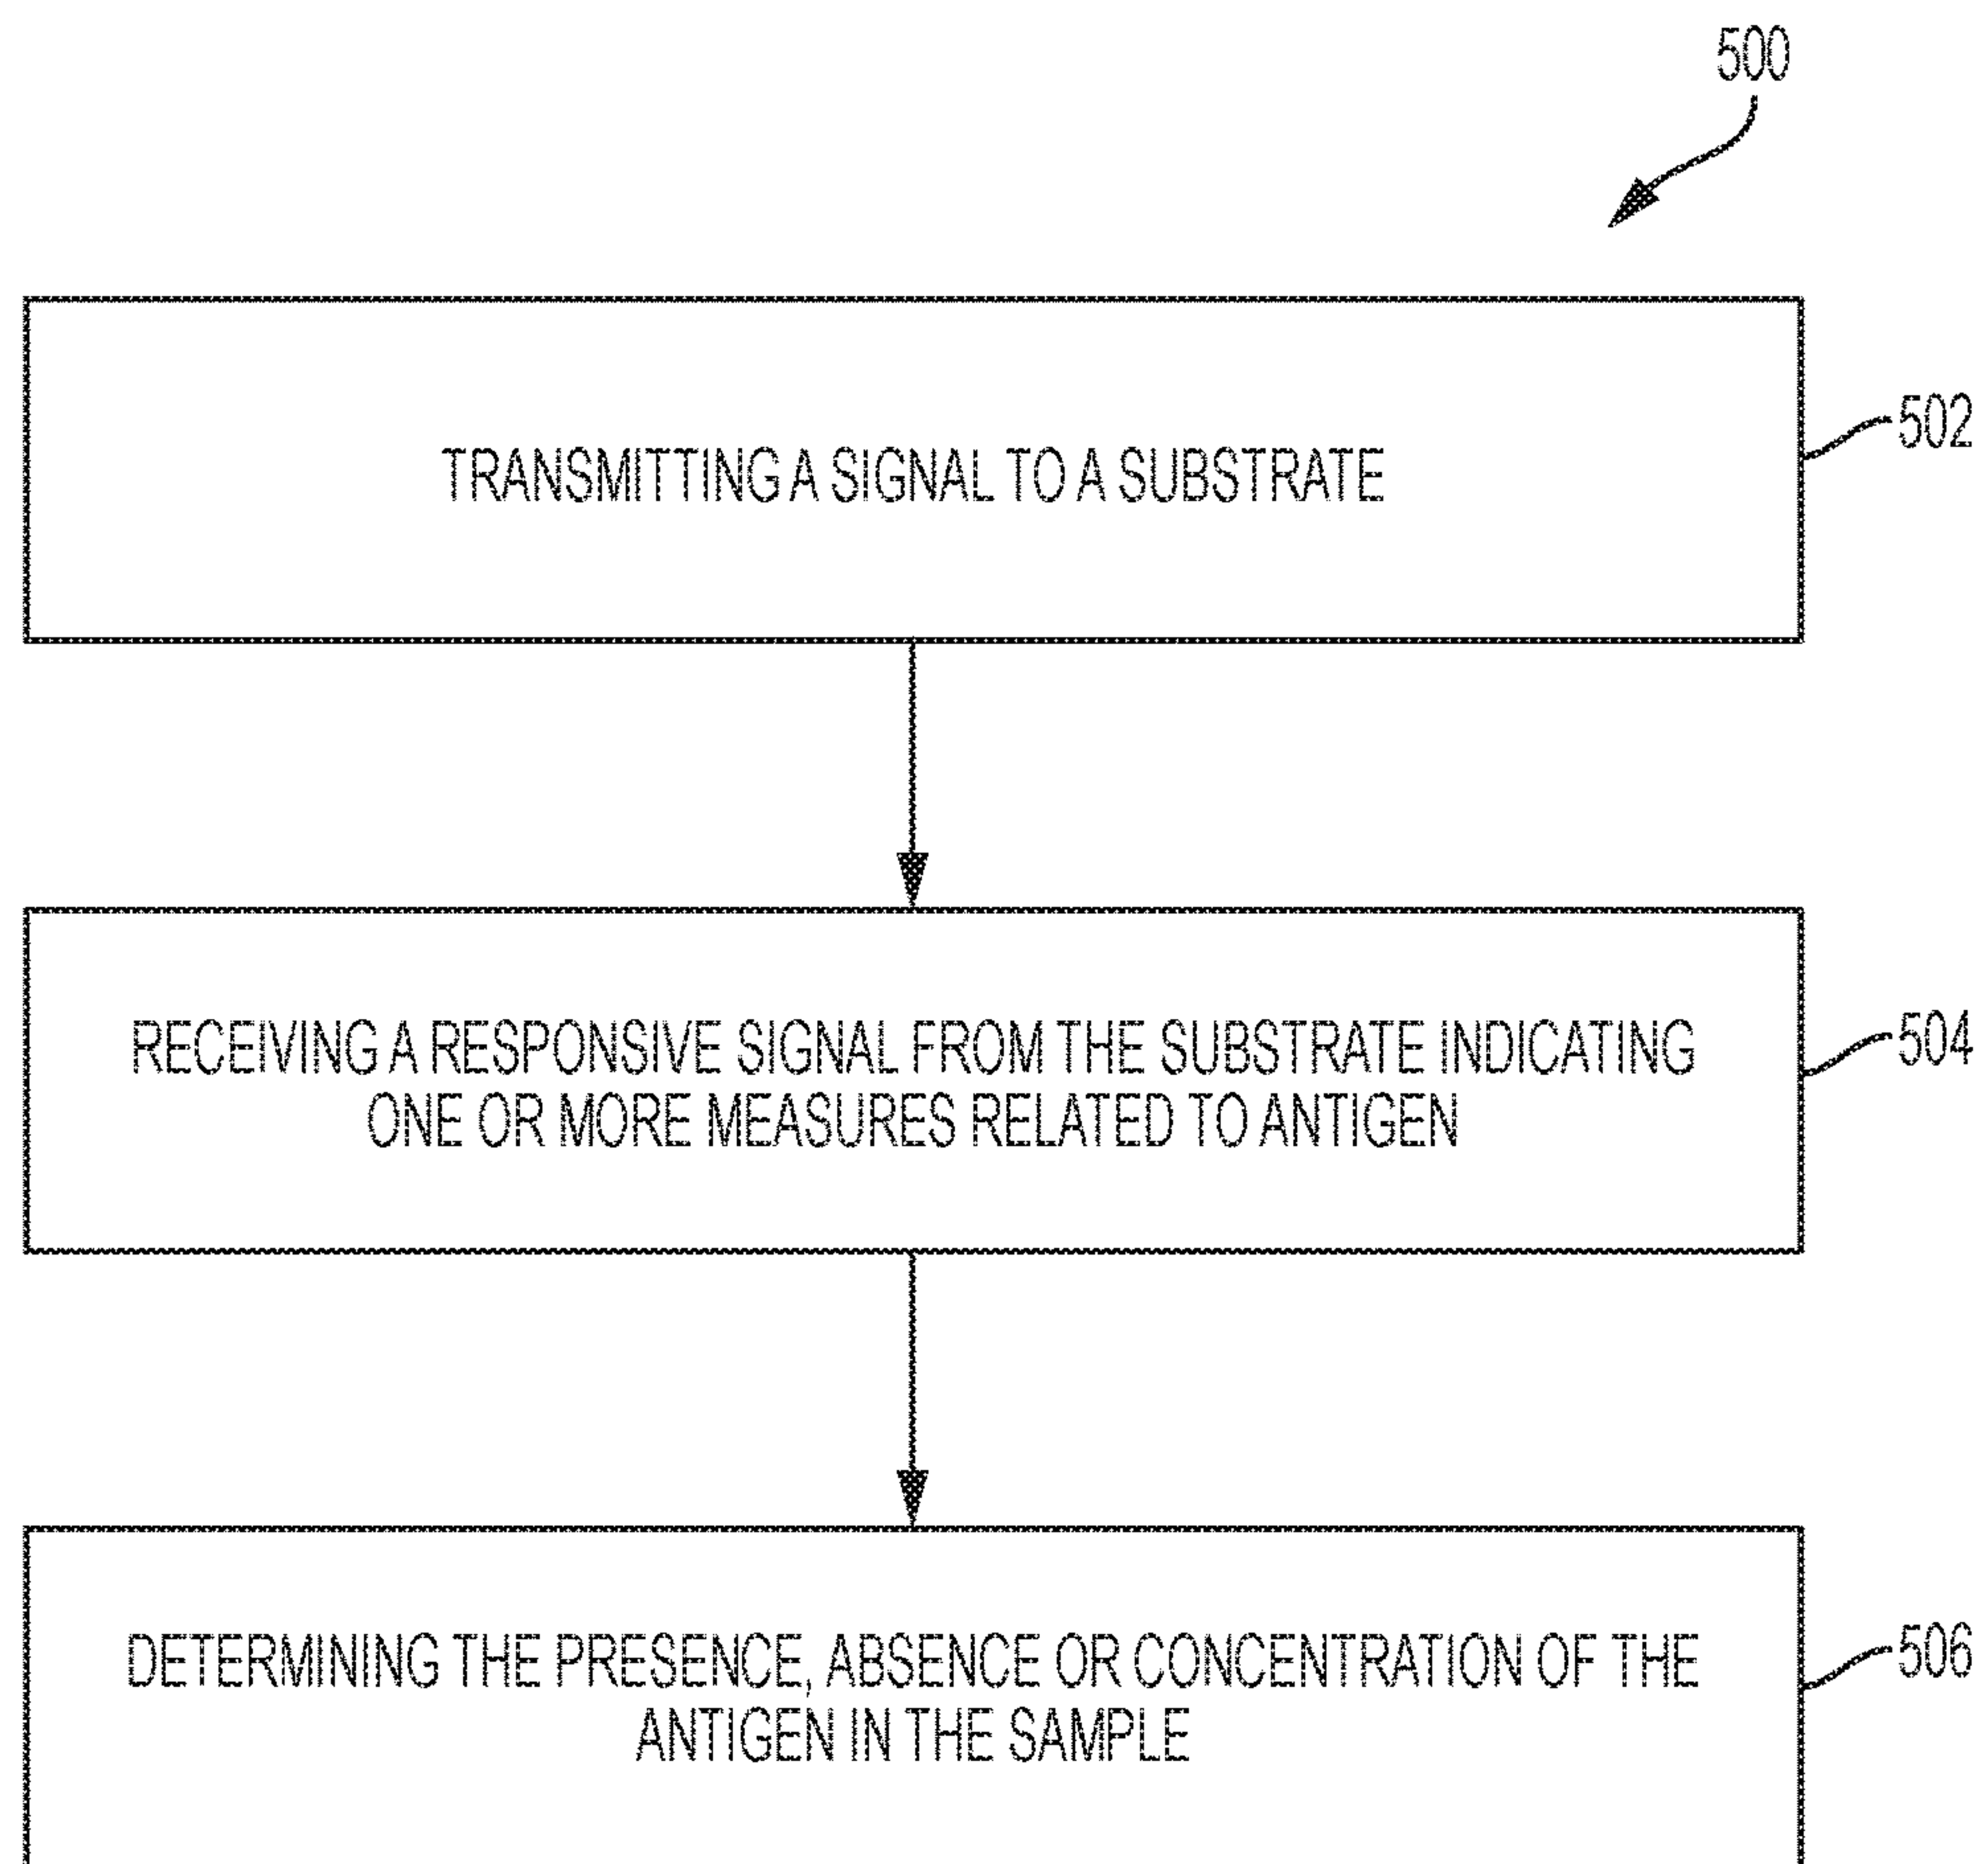 500
TRANSMITTING A SIGNAL TO A SUBSTRATE
502
RECEIVING A RESPONSIVE SIGNAL FROM THE SUBSTRATE INDICATING
ONE OR MORE MEASURES RELATED TO ANTIGEN
504
DETERMINING THE PRESENCE, ABSENCE OR CONCENTRATION OF THE
ANTIGEN IN THE SAMPLE
506